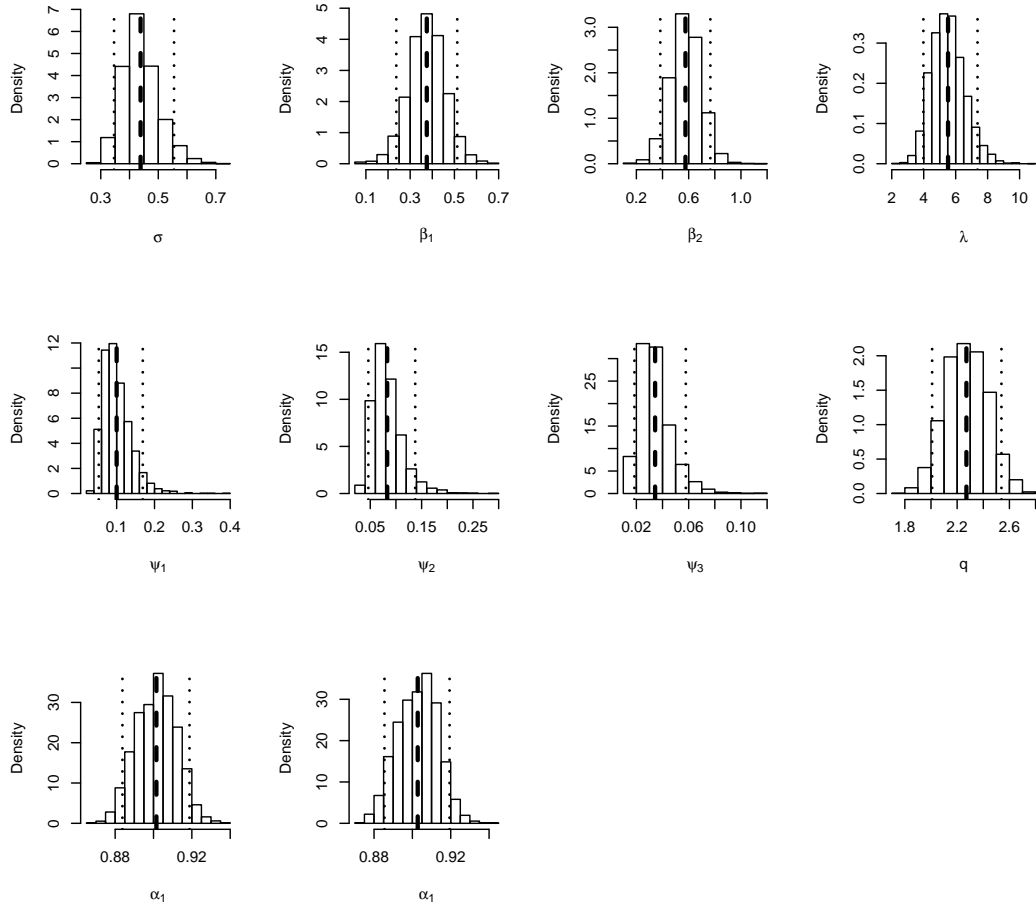 Density
0 1 2 3 4 5 6 7
0.3 0.5 0.7
σ
Density
0 1 2 3 4 5
0.1 0.3 0.5 0.7
β1
Density
0.0 1.0 2.0 3.0
0.2 0.6 1.0
β2
Density
0.0 0.1 0.2 0.3
2 4 6 8 10
λ
Density
0 2 4 6 8 10 12
0.1 0.2 0.3 0.4
ψ1
Density
0 5 10 15
0.05 0.15 0.25
ψ2
Density
0 5 15 25
0.02 0.06 0.10
ψ3
Density
0.0 0.5 1.0 1.5 2.0
1.8 2.2 2.6
q
Density
0 10 20 30
0.88 0.92
α1
Density
0 10 20 30
0.88 0.92
α1